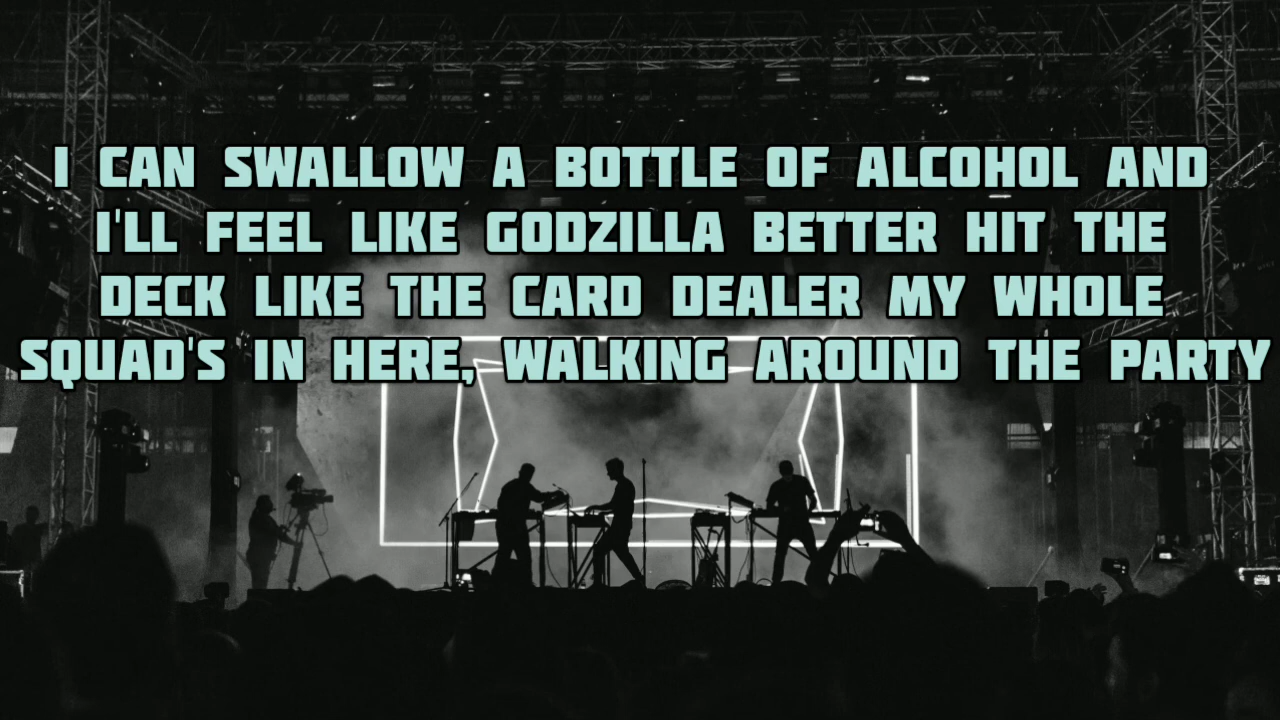 I CAN SWALLOW A BOTTLE OF ALCOHOL AND
I'LL FEEL LIKE GODZILLA BETTER HIT THE
DECK LIKE THE CARD DEALER MY WHOLE
SQUAD'S IN HERE, WALKING AROUND THE PARTY